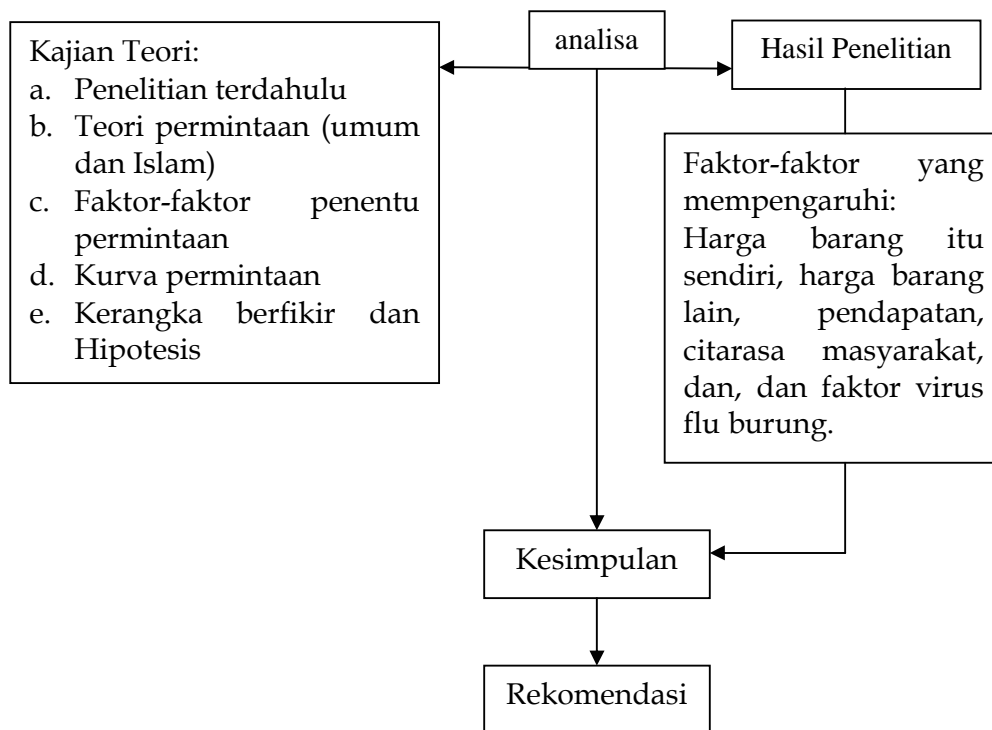 Kajian Teori:
a. Penelitian terdahulu
b. Teori permintaan (umum
dan Islam)
c. Faktor-faktor penentu
permintaan
d. Kurva permintaan
e. Kerangka berfikir dan
Hipotesis
analisa
Hasil Penelitian
Faktor-faktor yang
mempengaruhi:
Harga barang itu
sendiri, harga barang
lain, pendapatan,
citarasa masyarakat,
dan, dan faktor virus
flu burung.
Kesimpulan
Rekomendasi